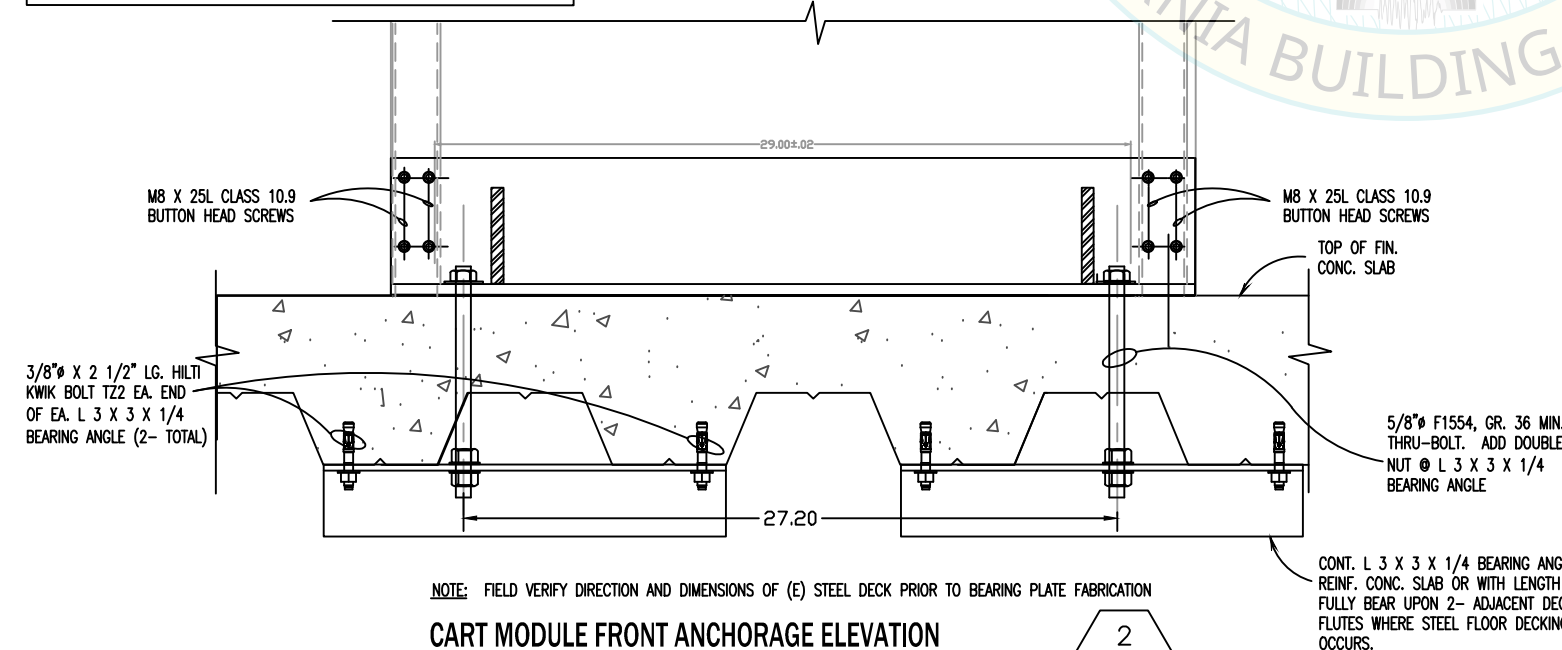 NIA BUILDING
29.00±.02
M8 X 25L CLASS 10.9
BUTTON HEAD SCREWS
M8 X 25L CLASS 10.9
BUTTON HEAD SCREWS
TOP OF FIN.
CONC. SLAB
3/8"ø X 2 1/2" LG. HILTI
KWIK BOLT TZ2 EA. END
OF EA. L 3 X 3 X 1/4
BEARING ANGLE (2- TOTAL)
5/8"ø F1554, GR. 36 MIN.
THRU-BOLT. ADD DOUBLE
NUT @ L 3 X 3 X 1/4
BEARING ANGLE
27.20
CONT. L 3 X 3 X 1/4 BEARING ANG
REINF. CONC. SLAB OR WITH LENGTH
FULLY BEAR UPON 2- ADJACENT DEC
FLUTES WHERE STEEL FLOOR DECKING
OCCURS.
NOTE: FIELD VERIFY DIRECTION AND DIMENSIONS OF (E) STEEL DECK PRIOR TO BEARING PLATE FABRICATION
CART MODULE FRONT ANCHORAGE ELEVATION
2